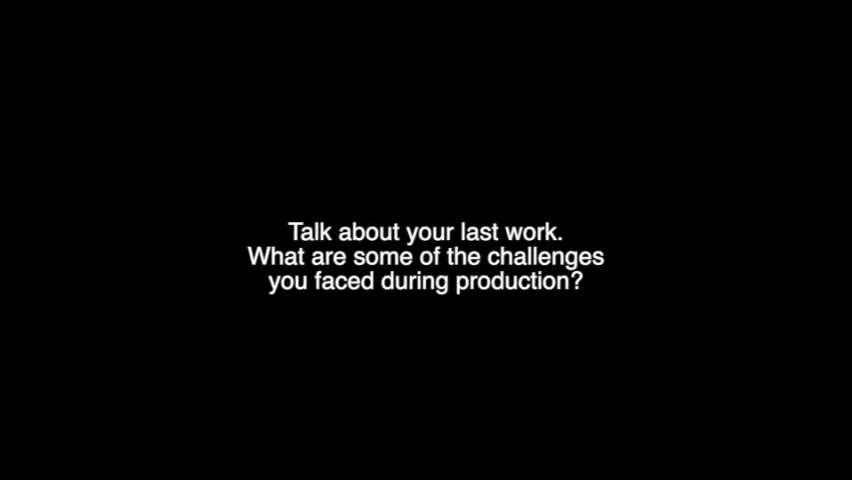 Talk about your last work.
What are some of the challenges
you faced during production?